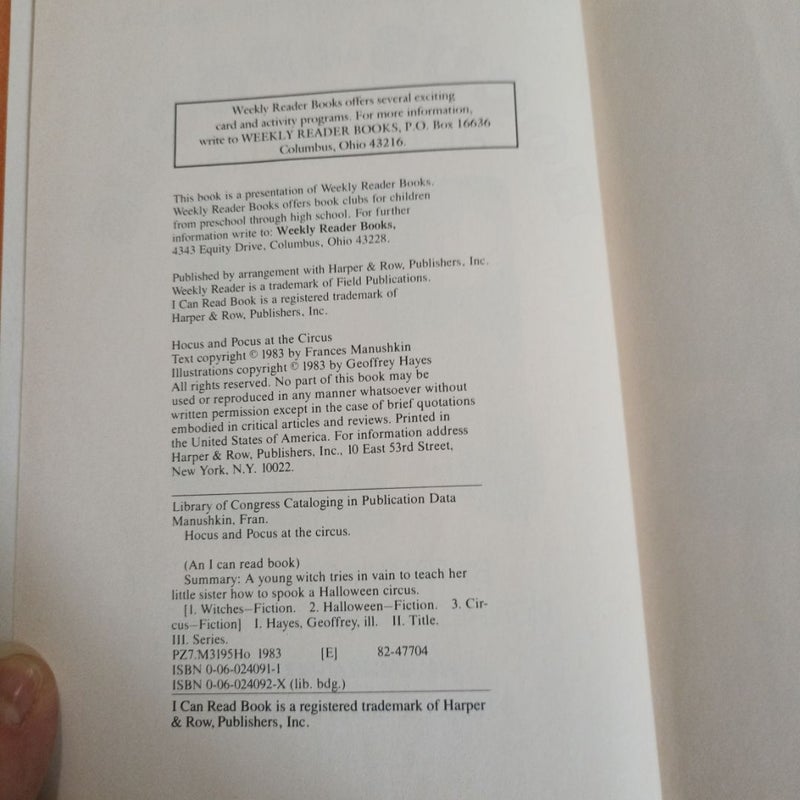 Weekly Reader Books offers several exciting
card and activity programs. For more information,
write to WEEKLY READER BOOKS, P.O. Box 16636
Columbus, Ohio 43216.
This book is a presentation of Weekly Reader Books.
Weekly Reader Books offers book clubs for children
from preschool through high school. For further
information write to: Weekly Reader Books,
4343 Equity Drive, Columbus, Ohio 43228.
Published by arrangement with Harper & Row, Publishers, Inc.
Weekly Reader is a trademark of Field Publications.
I Can Read Book is a registered trademark of
Harper & Row, Publishers, Inc.
Hocus and Pocus at the Circus
Text copyright © 1983 by Frances Manushkin
Illustrations copyright © 1983 by Geoffrey Hayes
All rights reserved. No part of this book may be
used or reproduced in any manner whatsoever without
written permission except in the case of brief quotations
embodied in critical articles and reviews. Printed in
the United States of America. For information address
Harper & Row, Publishers, Inc., 10 East 53rd Street,
New York, N.Y. 10022.
Library of Congress Cataloging in Publication Data
Manushkin, Fran.
Hocus and Pocus at the circus.
(An I can read book)
Summary: A young witch tries in vain to teach her
little sister how to spook a Halloween circus.
[1. Witches—Fiction. 2. Halloween—Fiction. 3. Cir-
cus—Fiction] I. Hayes, Geoffrey, ill. II. Title.
III. Series.
PZ7.M3195Ho 1983 [E] 82-47704
ISBN 0-06-024091-1
ISBN 0-06-024092-X (lib. bdg.)
I Can Read Book is a registered trademark of Harper
& Row, Publishers, Inc.